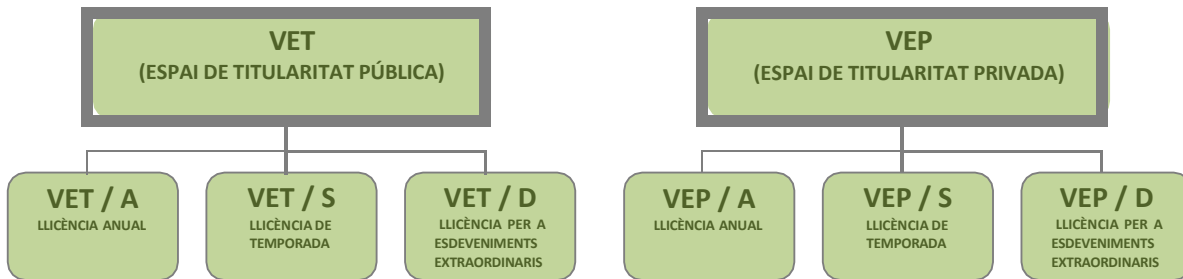 VET
(ESPAI DE TITULARITAT PÚBLICA)
VEP
(ESPAI DE TITULARITAT PRIVADA)
VET / A
LLICÈNCIA ANUAL
VET / S
LLICÈNCIA DE
TEMPORADA
VET / D
LLICÈNCIA PER A
ESDEVENIMENTS
EXTRAORDINARIS
VEP / A
LLICÈNCIA ANUAL
VEP / S
LLICÈNCIA DE
TEMPORADA
VEP / D
LLICÈNCIA PER A
ESDEVENIMENTS
EXTRAORDINARIS